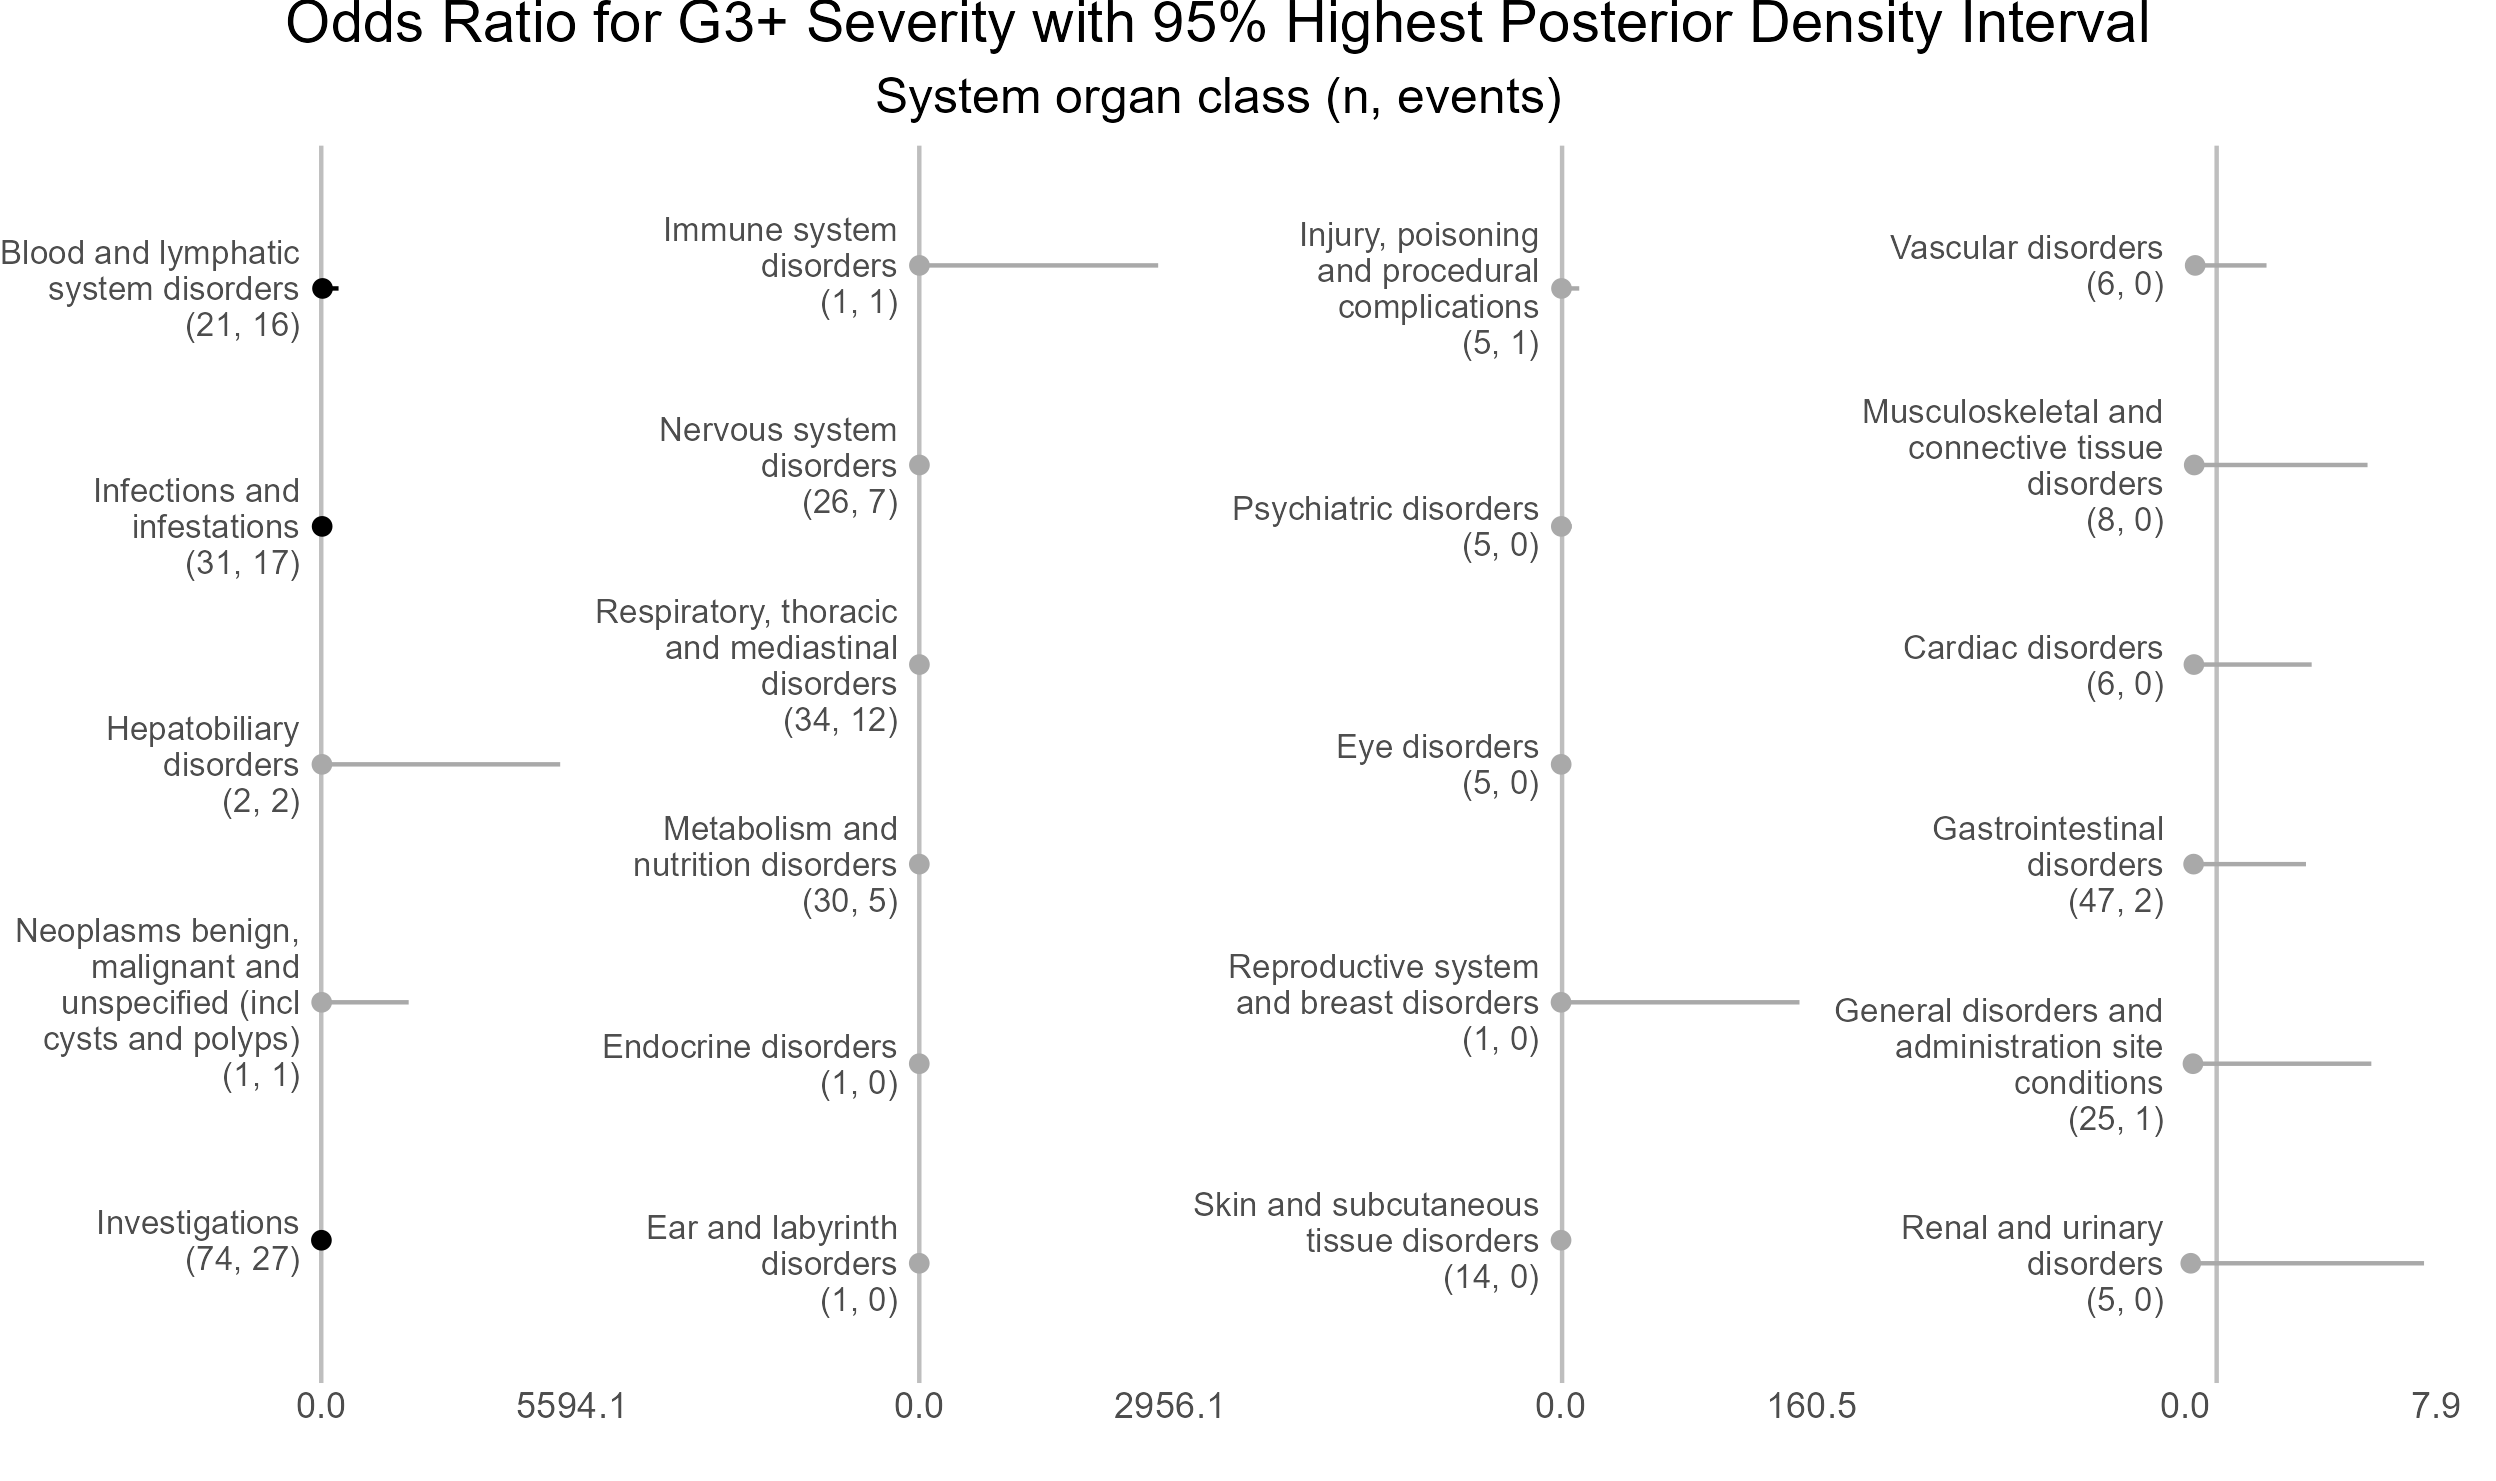 Odds Ratio for G3+ Severity with 95% Highest Posterior Density Interval
System organ class (n, events)
Blood and lymphatic
system disorders
(21, 16)
Infections and
infestations
(31, 17)
Hepatobiliary
disorders
(2, 2)
Neoplasms benign,
malignant and
unspecified (incl
cysts and polyps)
(1, 1)
Investigations
(74, 27)
0.0
5594.1
Immune system
disorders
(1, 1)
Nervous system
disorders
(26, 7)
Respiratory, thoracic
and mediastinal
disorders
(34, 12)
Metabolism and
nutrition disorders
(30, 5)
Endocrine disorders
(1, 0)
Ear and labyrinth
disorders
(1, 0)
0.0
2956.1
Injury, poisoning
and procedural
complications
(5, 1)
Psychiatric disorders
(5, 0)
Eye disorders
(5, 0)
Reproductive system
and breast disorders
(1, 0)
Skin and subcutaneous
tissue disorders
(14, 0)
0.0
160.5
Vascular disorders
(6, 0)
Musculoskeletal and
connective tissue
disorders
(8, 0)
Cardiac disorders
(6, 0)
Gastrointestinal
disorders
(47, 2)
General disorders and
administration site
conditions
(25, 1)
Renal and urinary
disorders
(5, 0)
0.0
7.9